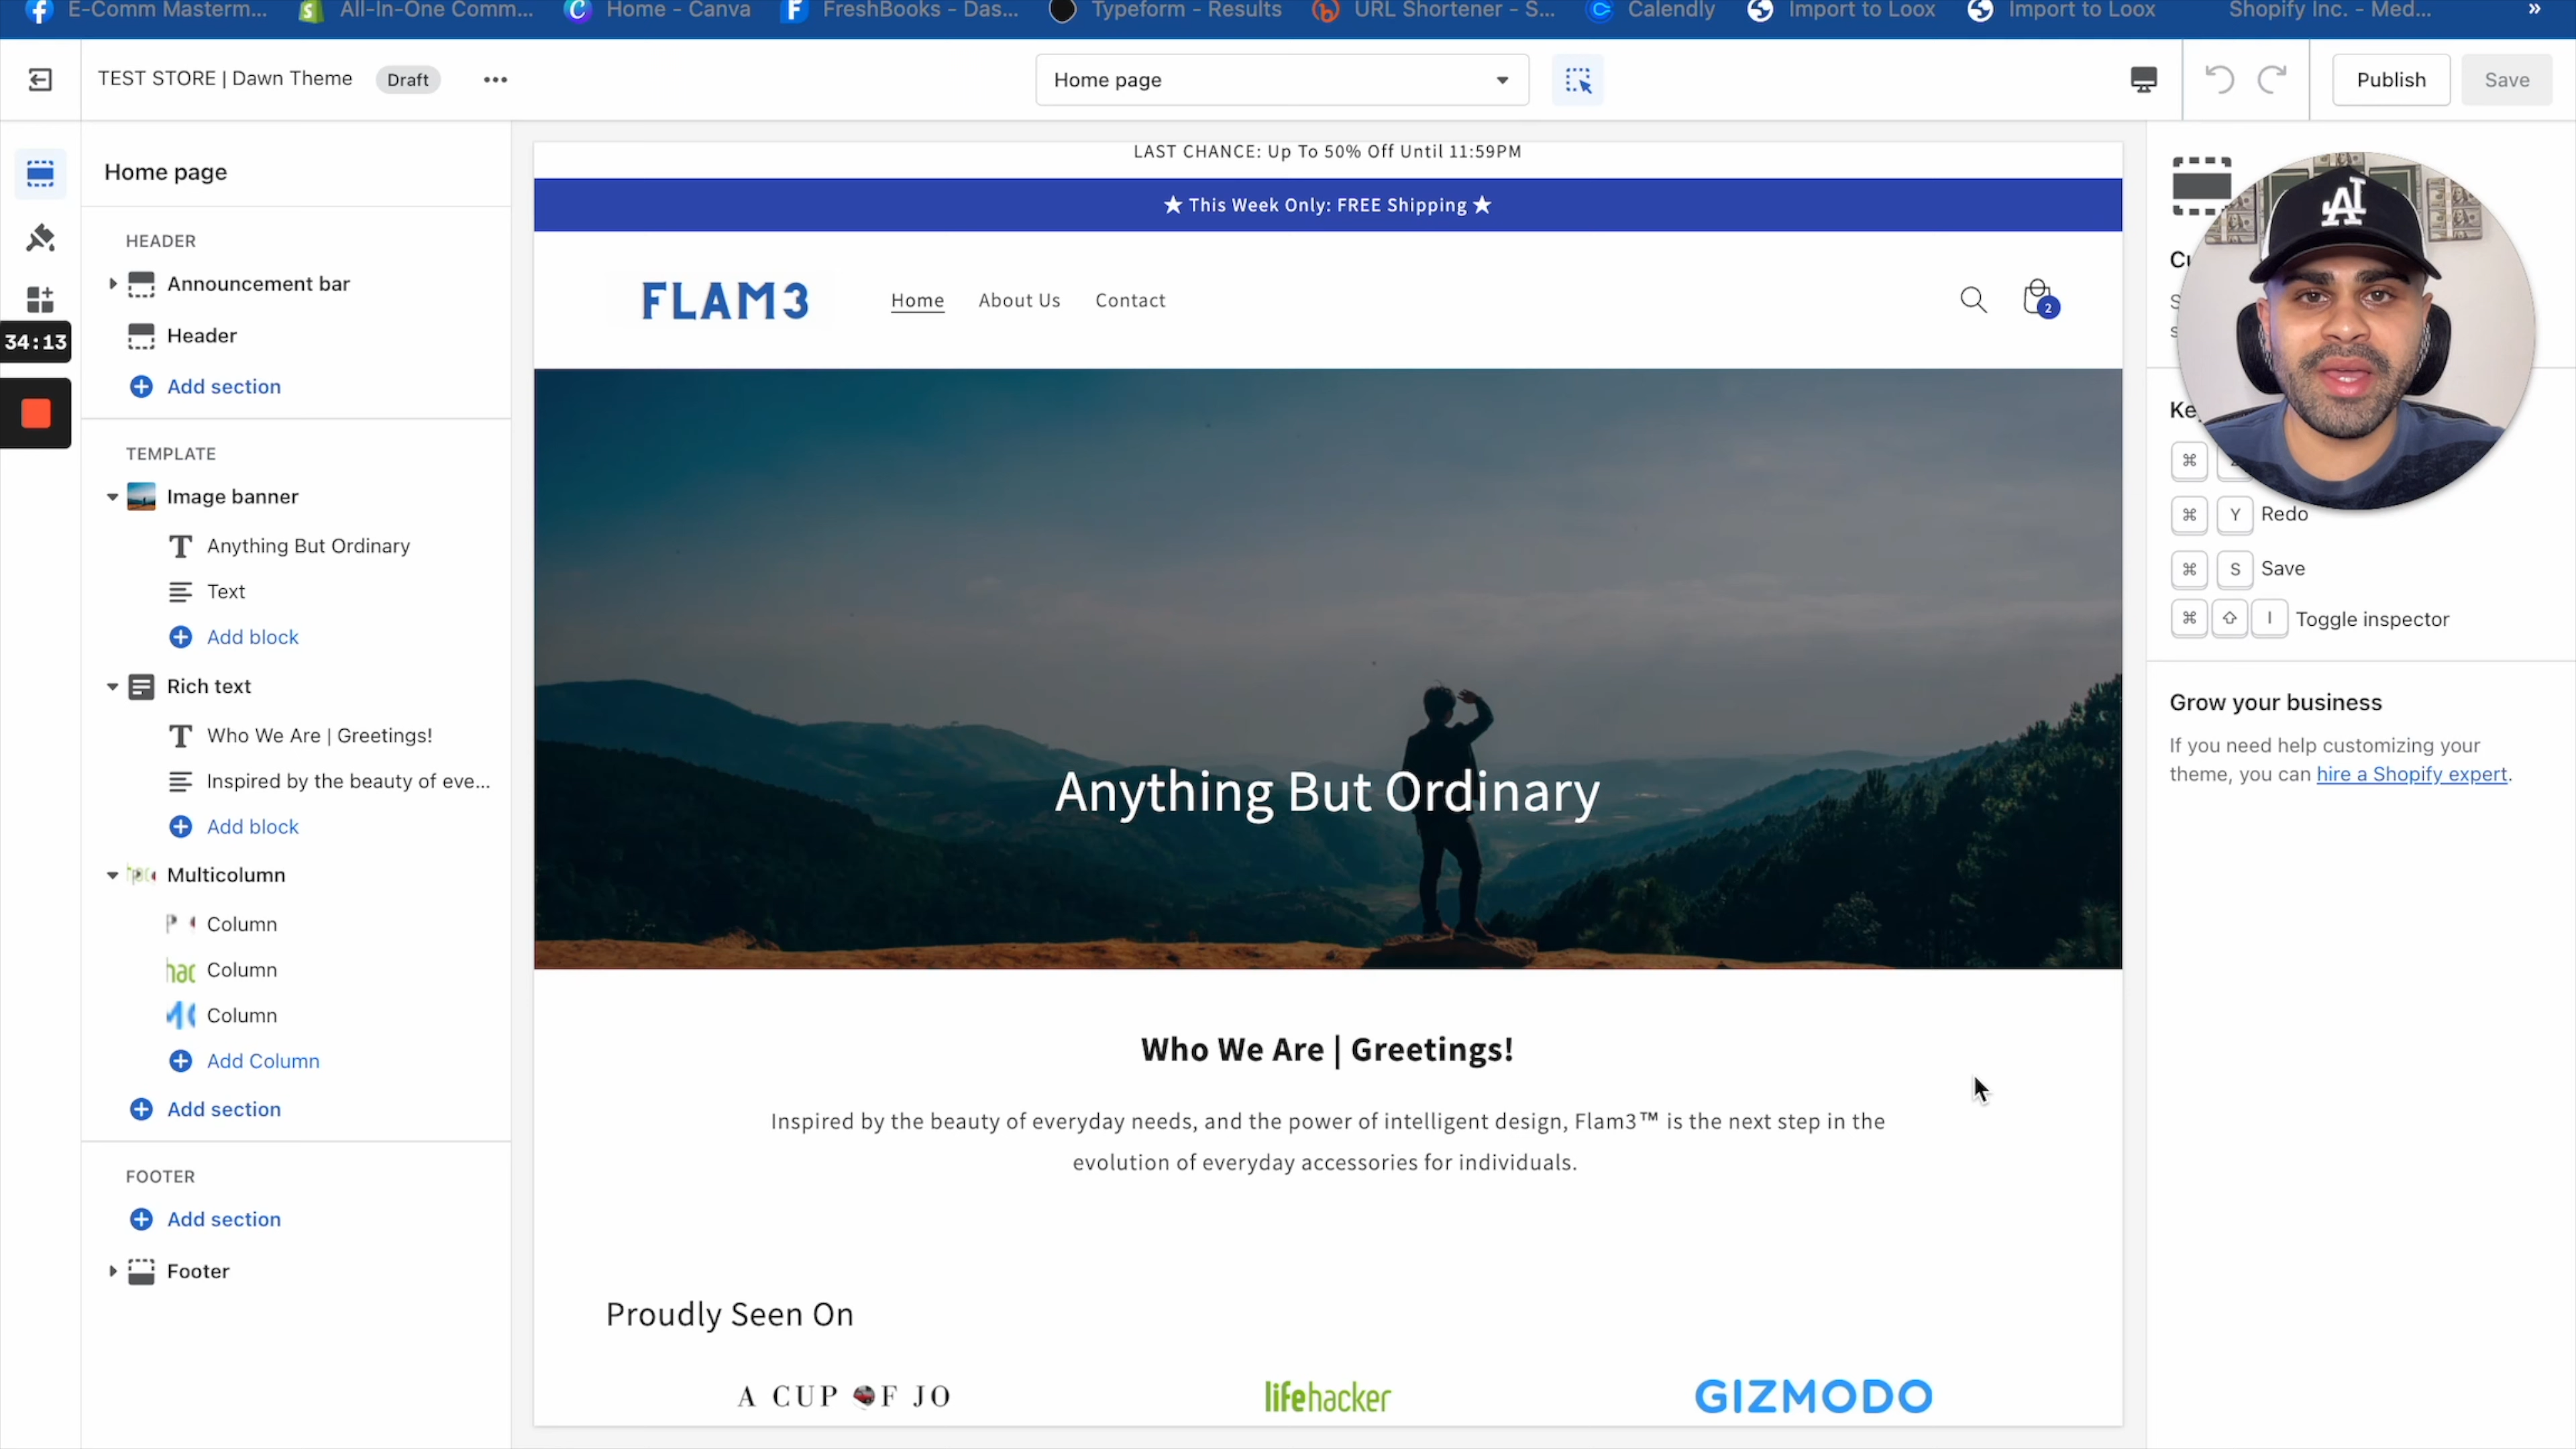 E-Comm Masterm...
All-In-One Comm...
Home - Canva
FreshBooks - Das...
Typeform - Results
URL Shortener - S...
Calendly
Import to Loox
Import to Loox
Shopify Inc. - Med...
»
TEST STORE | Dawn Theme
Draft
Home page
Publish
Save
34:13
Home page
HEADER
Announcement bar
Header
Add section
TEMPLATE
Image banner
Anything But Ordinary
Text
Add block
Rich text
Who We Are | Greetings!
Inspired by the beauty of eve...
Add block
Multicolumn
Column
Column
Column
Add Column
Add section
FOOTER
Add section
Footer
LAST CHANCE: Up To 50% Off Until 11:59PM
★ This Week Only: FREE Shipping ★
FLAM3
Home
About Us
Contact
2
Anything But Ordinary
Who We Are | Greetings!
Inspired by the beauty of everyday needs, and the power of intelligent design, Flam3™ is the next step in the
evolution of everyday accessories for individuals.
Proudly Seen On
A CUP OF JO
lifehacker
GIZMODO
⌘ Y Redo
⌘ S Save
⌘ ⇧ I Toggle inspector
Grow your business
If you need help customizing your
theme, you can hire a Shopify expert.